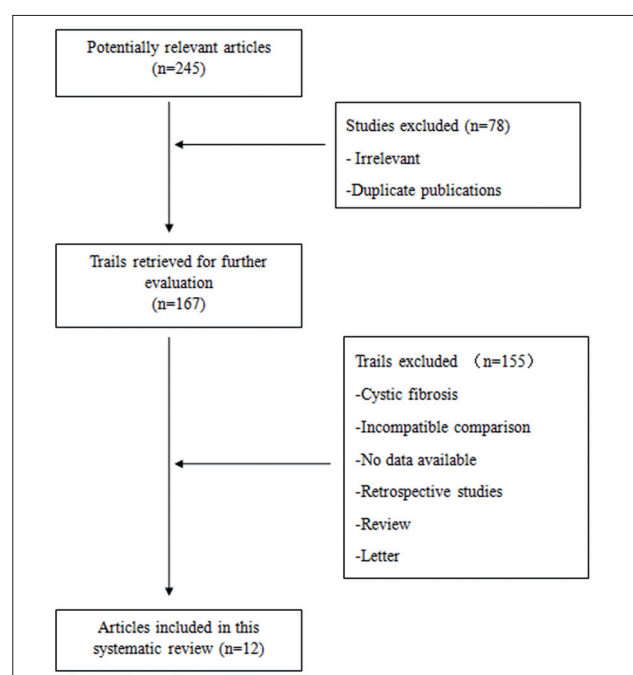 Potentially relevant articles
(n=245)
Studies excluded (n=78)
- Irrelevant
-Duplicate publications
Trails retrieved for further
evaluation
(n=167)
Trails excluded （n=155）
-Cystic fibrosis
-Incompatible comparison
-No data available
-Retrospective studies
-Review
-Letter
Articles included in this
systematic review (n=12)